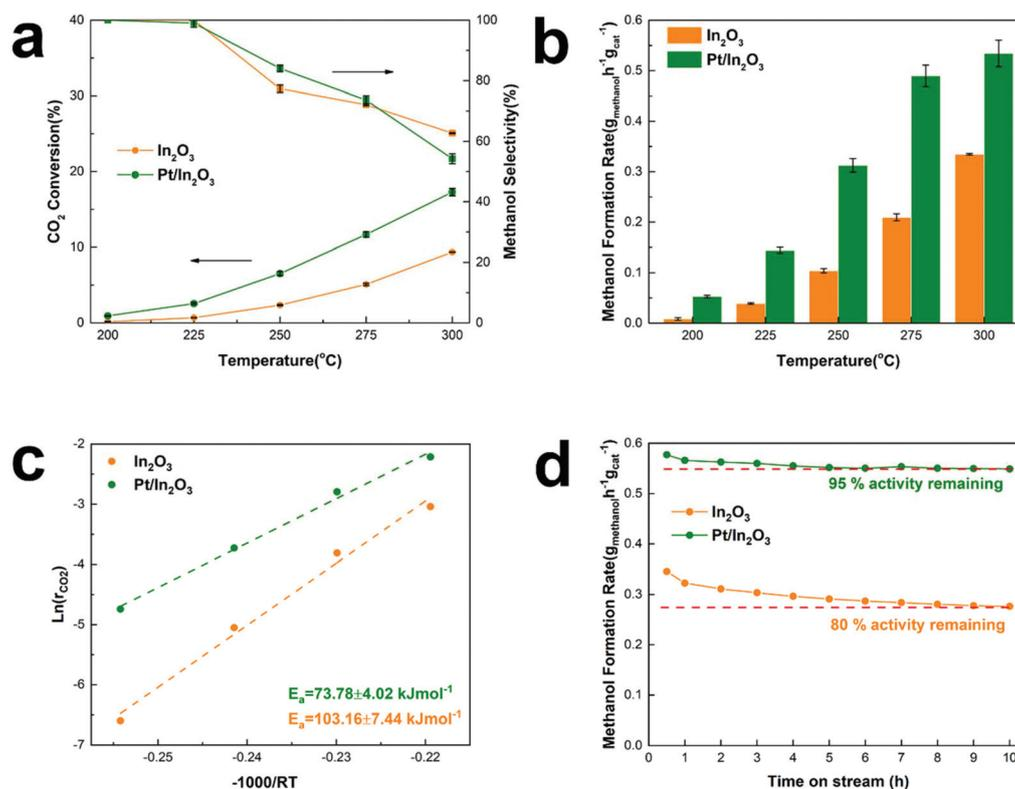 a
40
30
20
10
0
100
80
60
40
20
0
CO₂ Conversion(%)
Methanol Selectivity(%)
In₂O₃
Pt/In₂O₃
200 225 250 275 300
Temperature(°C)
b
0.6
0.5
0.4
0.3
0.2
0.1
0.0
Methanol Formation Rate(g_methanol h⁻¹g_cat⁻¹)
In₂O₃
Pt/In₂O₃
200 225 250 275 300
Temperature(°C)
c
-2
-3
-4
-5
-6
-7
Ln(r_CO2)
In₂O₃
Pt/In₂O₃
Eₐ=73.78±4.02 kJmol⁻¹
Eₐ=103.16±7.44 kJmol⁻¹
-0.25 -0.24 -0.23 -0.22
-1000/RT
d
0.6
0.5
0.4
0.3
0.2
0.1
0.0
Methanol Formation Rate(g_methanol h⁻¹g_cat⁻¹)
95 % activity remaining
In₂O₃
Pt/In₂O₃
80 % activity remaining
0 1 2 3 4 5 6 7 8 9 10
Time on stream (h)